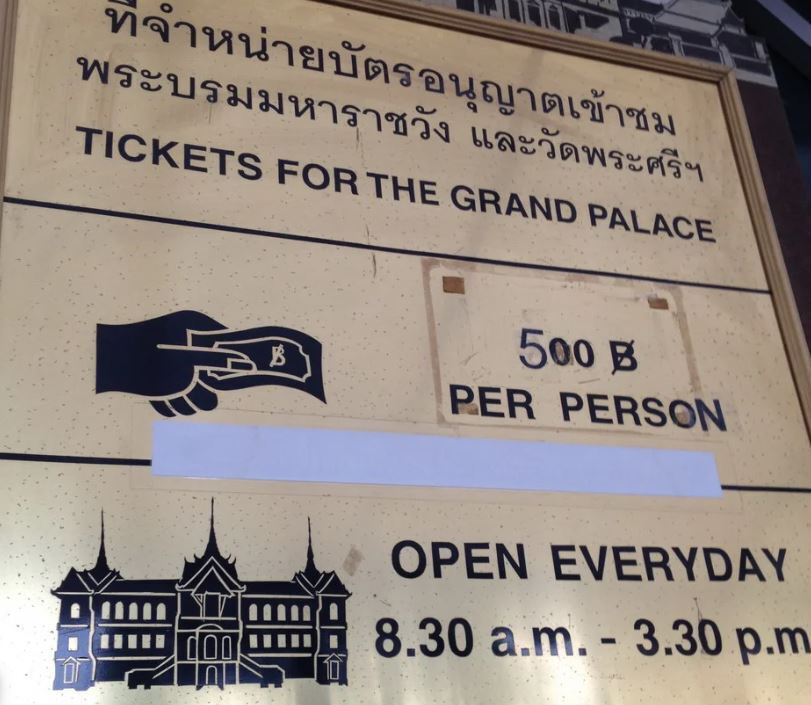 ที่จำหน่ายบัตรอนุญาตเข้าชม
พระบรมมหาราชวัง และวัดพระศรีฯ
TICKETS FOR THE GRAND PALACE
฿
500 ฿
PER PERSON
OPEN EVERYDAY
8.30 a.m. - 3.30 p.m